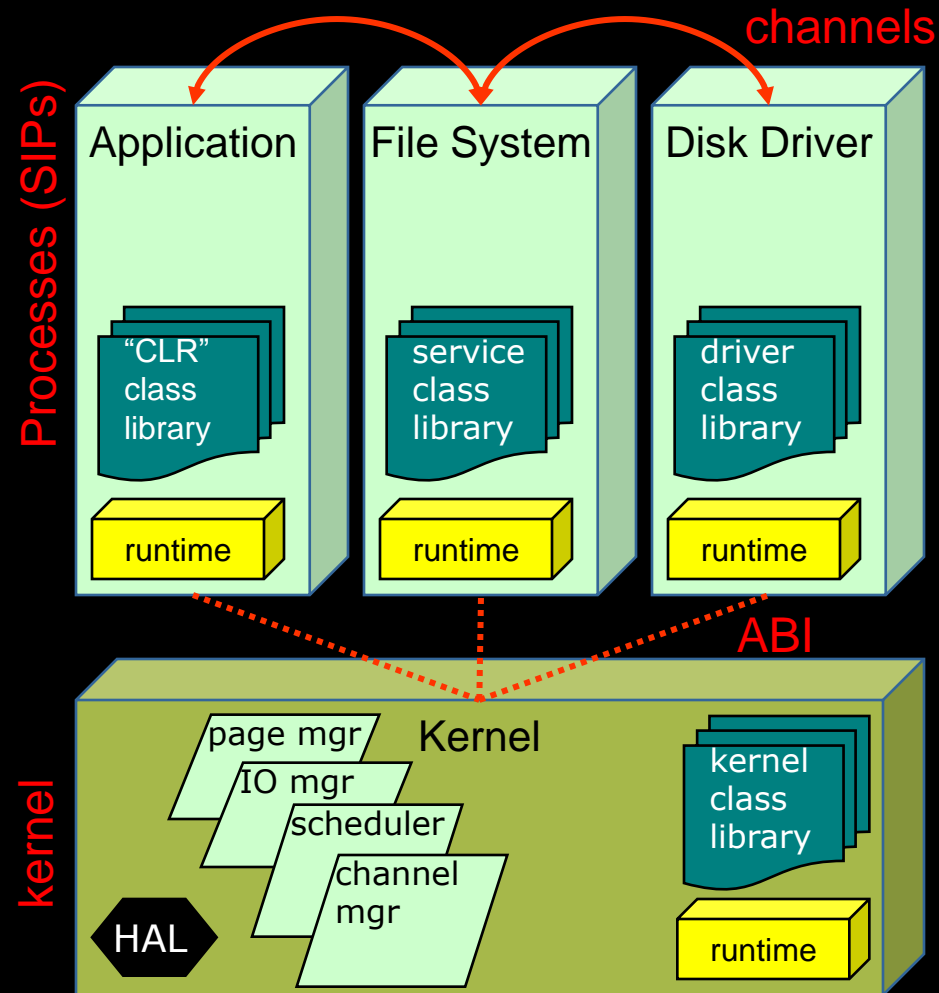 channels
Processes (SIPs)
Application
File System
Disk Driver
“CLR”
class
library
service
class
library
driver
class
library
runtime
runtime
runtime
ABI
kernel
Kernel
page mgr
IO mgr
scheduler
channel
mgr
kernel
class
library
HAL
runtime